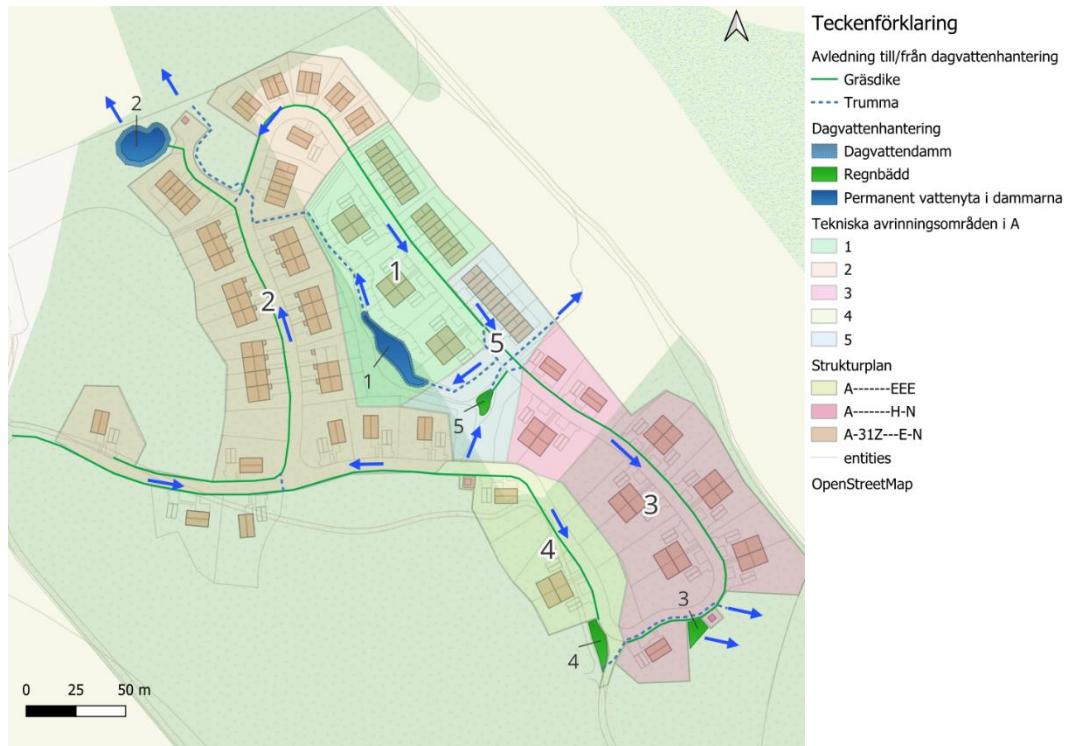 Teckenförklaring
Avledning till/från dagvattenhantering
Gräsdike
Trumma
Dagvattenhantering
Dagvattendamm
Regnbädd
Permanent vattenyta i dammarna
Tekniska avrinningsområden i A
1
2
3
4
5
Strukturplan
A-------EEE
A-------H-N
A-31Z---E-N
entities
OpenStreetMap
2
1
2
5
1
5
3
4
3
4
0 25 50 m